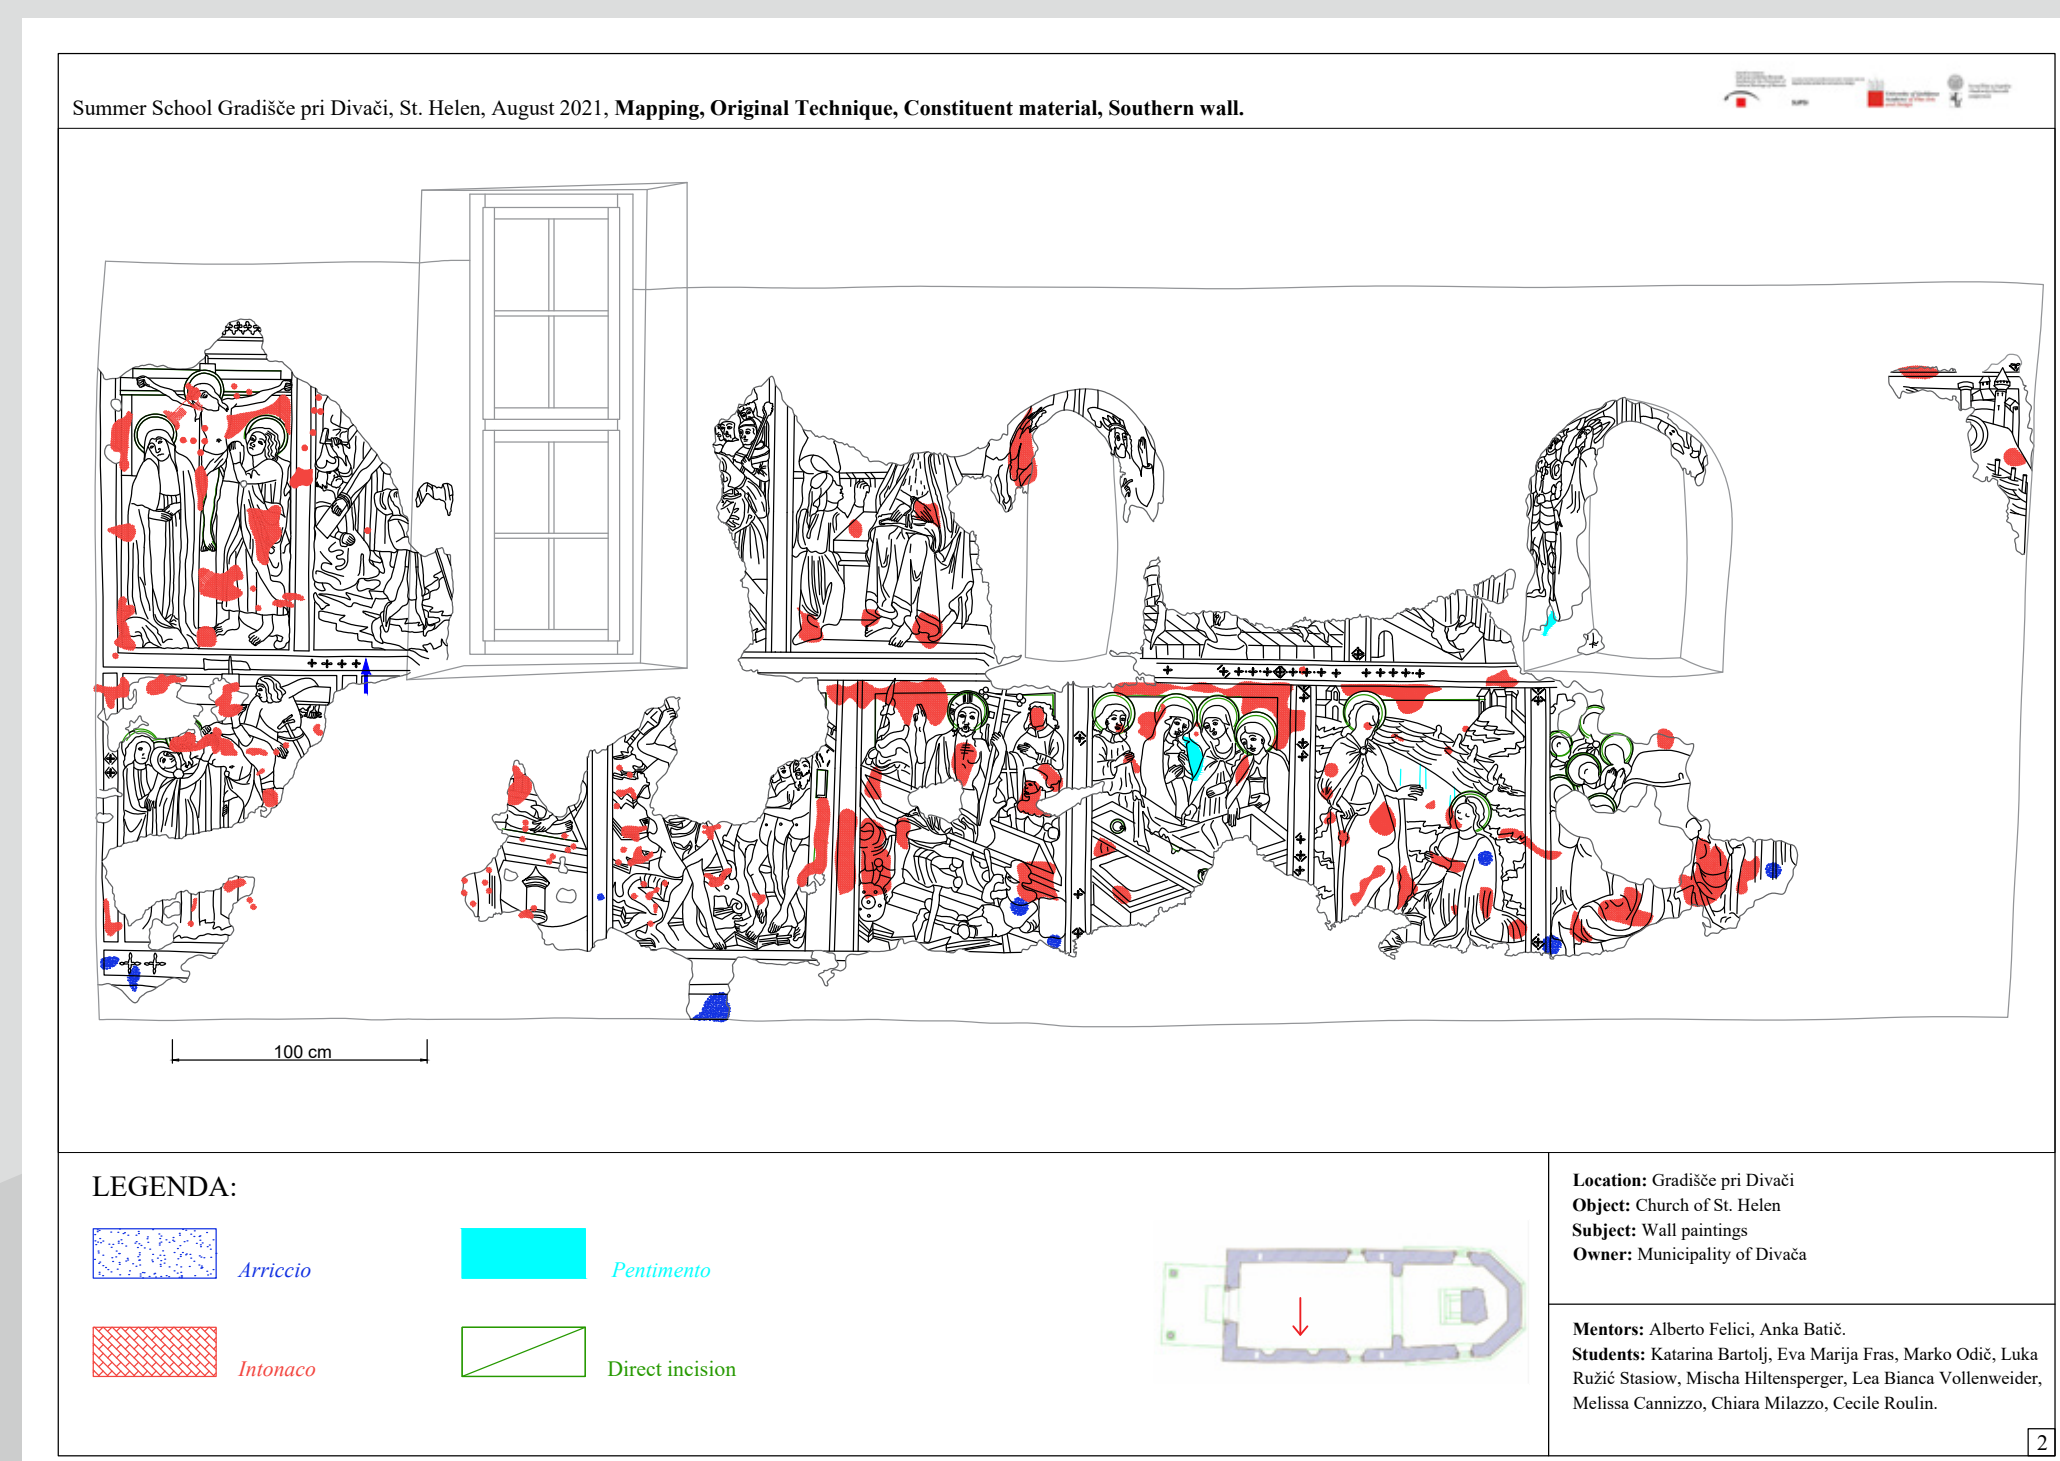 Summer School Gradišče pri Divači, St. Helen, August 2021, Mapping, Original Technique, Constituent material, Southern wall.
100 cm
LEGENDA:
Arriccio
Pentimento
Intonaco
Direct incision
Location: Gradišče pri Divači
Object: Church of St. Helen
Subject: Wall paintings
Owner: Municipality of Divača
Mentors: Alberto Felici, Anka Batič.
Students: Katarina Bartolj, Eva Marija Fras, Marko Odič, Luka
Ružić Stasiow, Mischa Hiltensperger, Lea Bianca Vollenweider,
Melissa Cannizzo, Chiara Milazzo, Cecile Roulin.
2